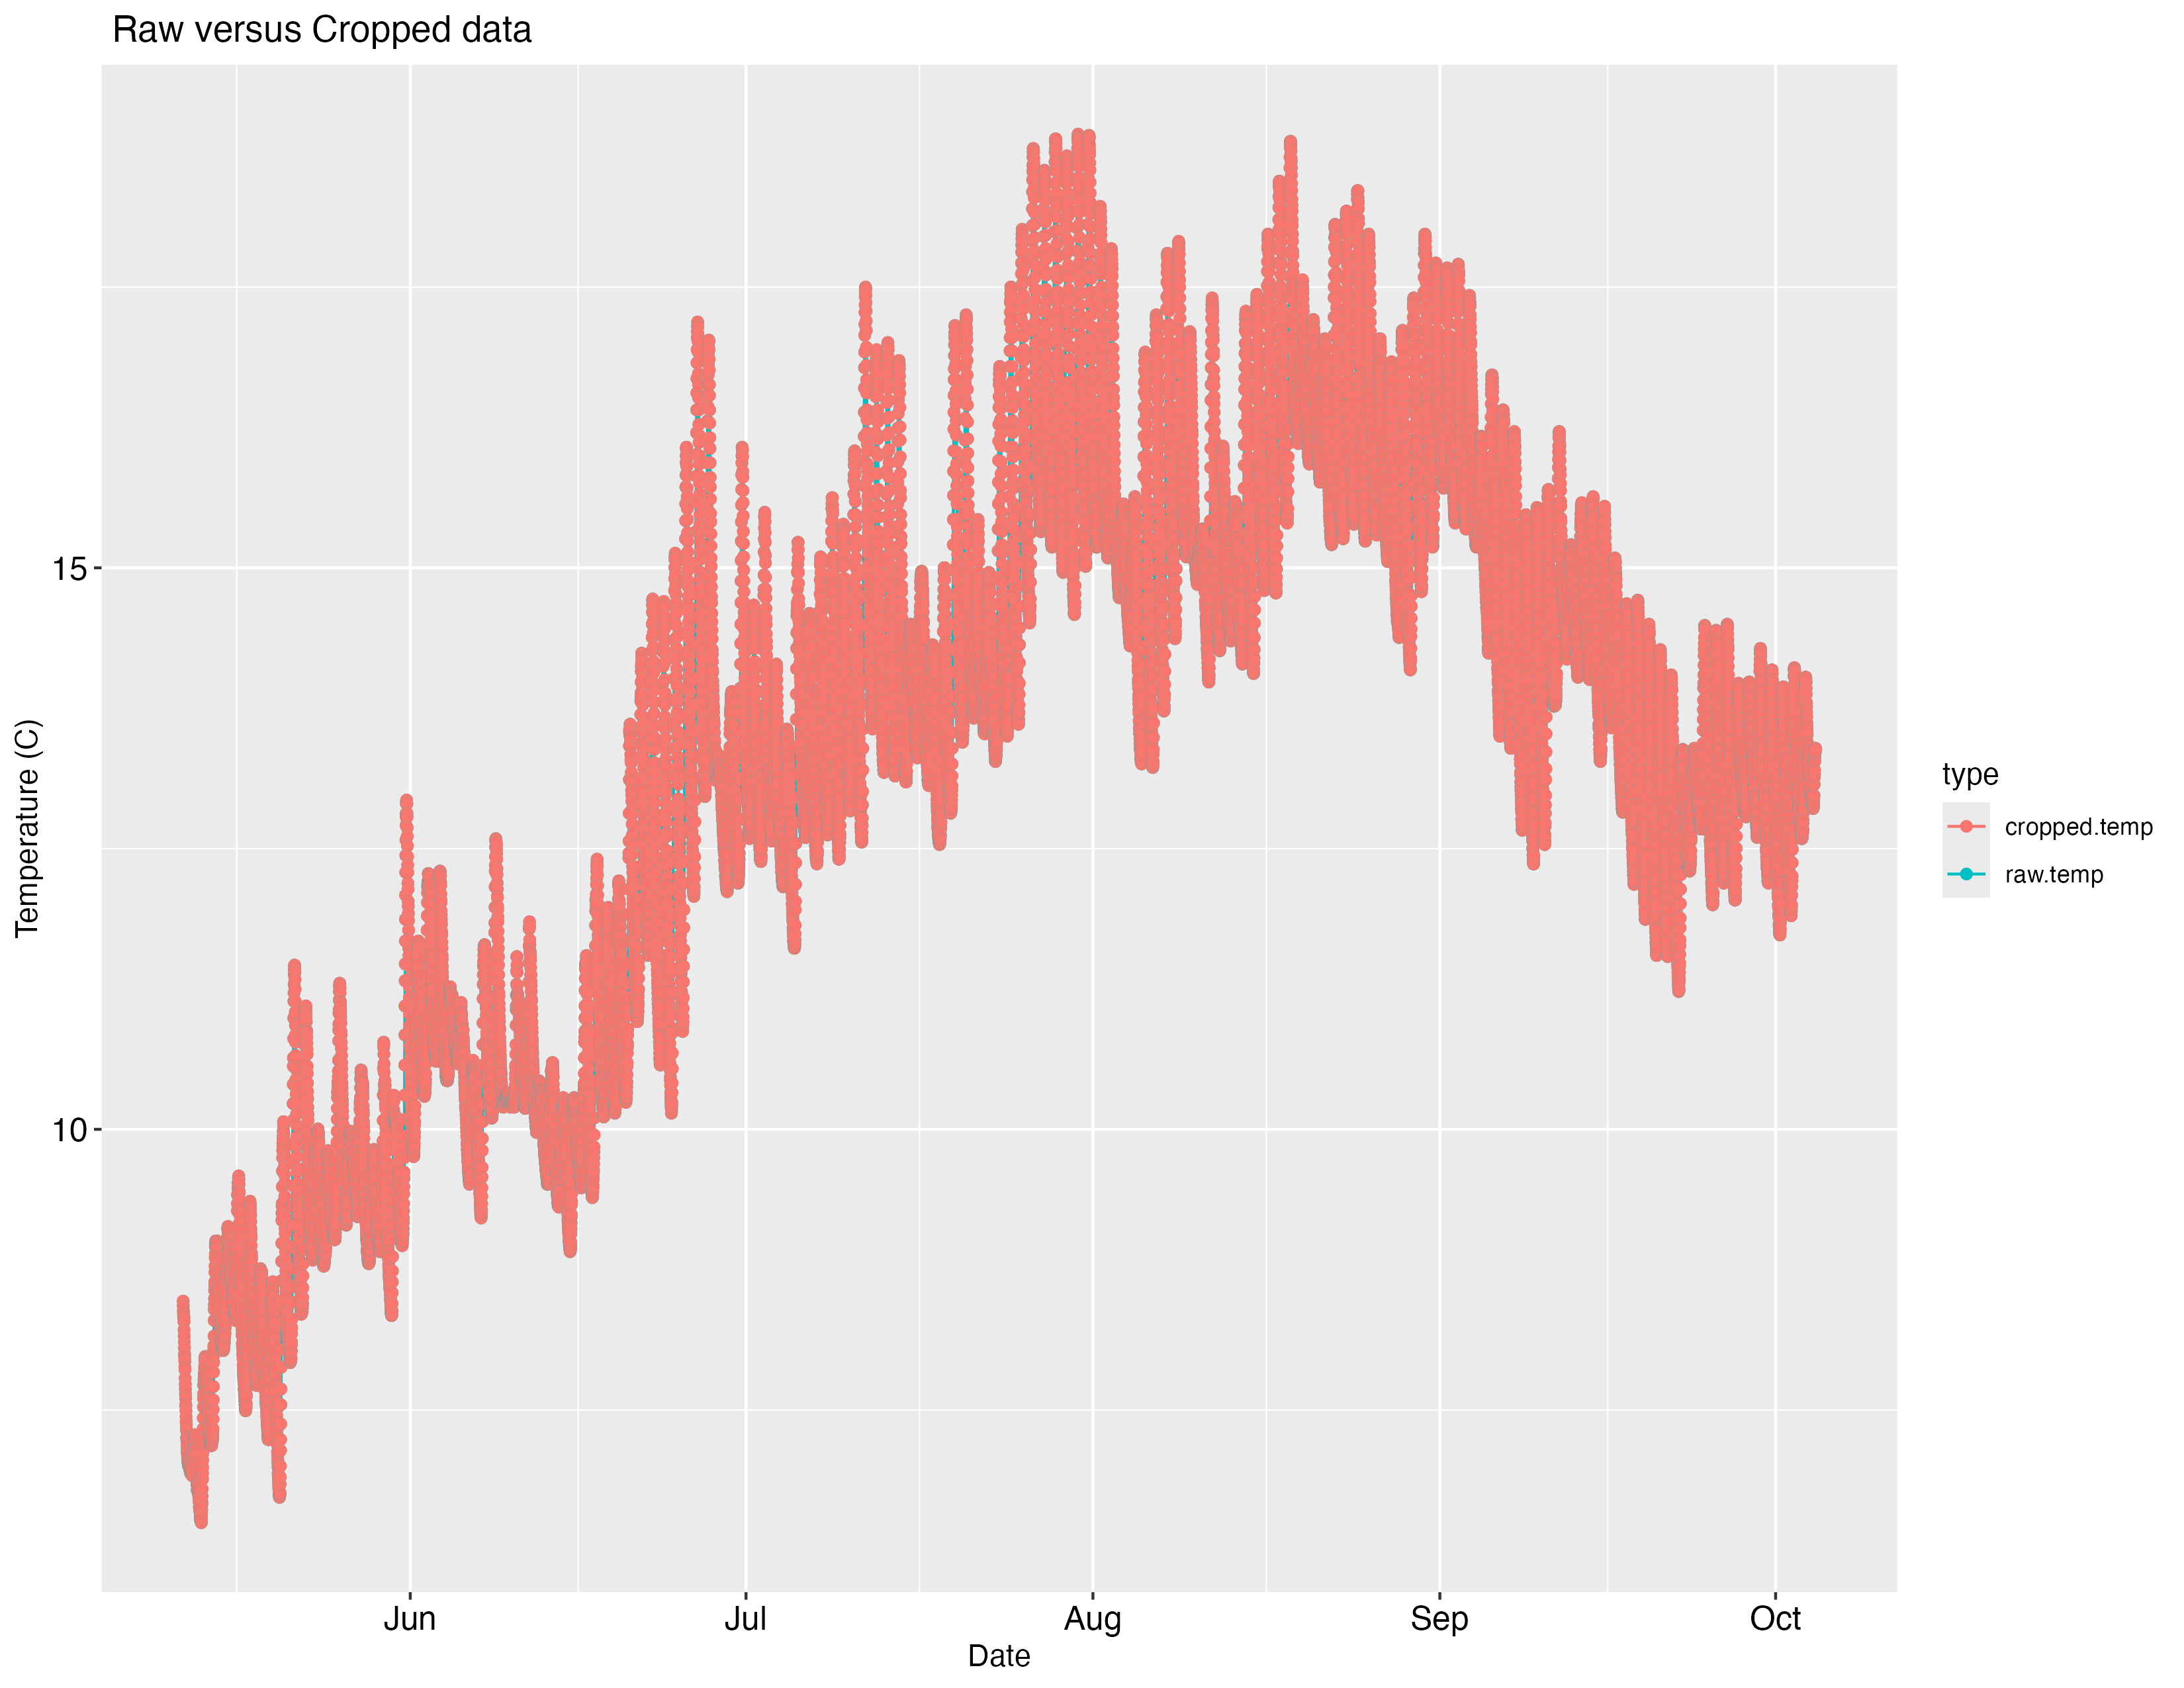 Raw versus Cropped data
Temperature (C)
15
10
Jun
Jul
Aug
Sep
Oct
Date
type
cropped.temp
raw.temp